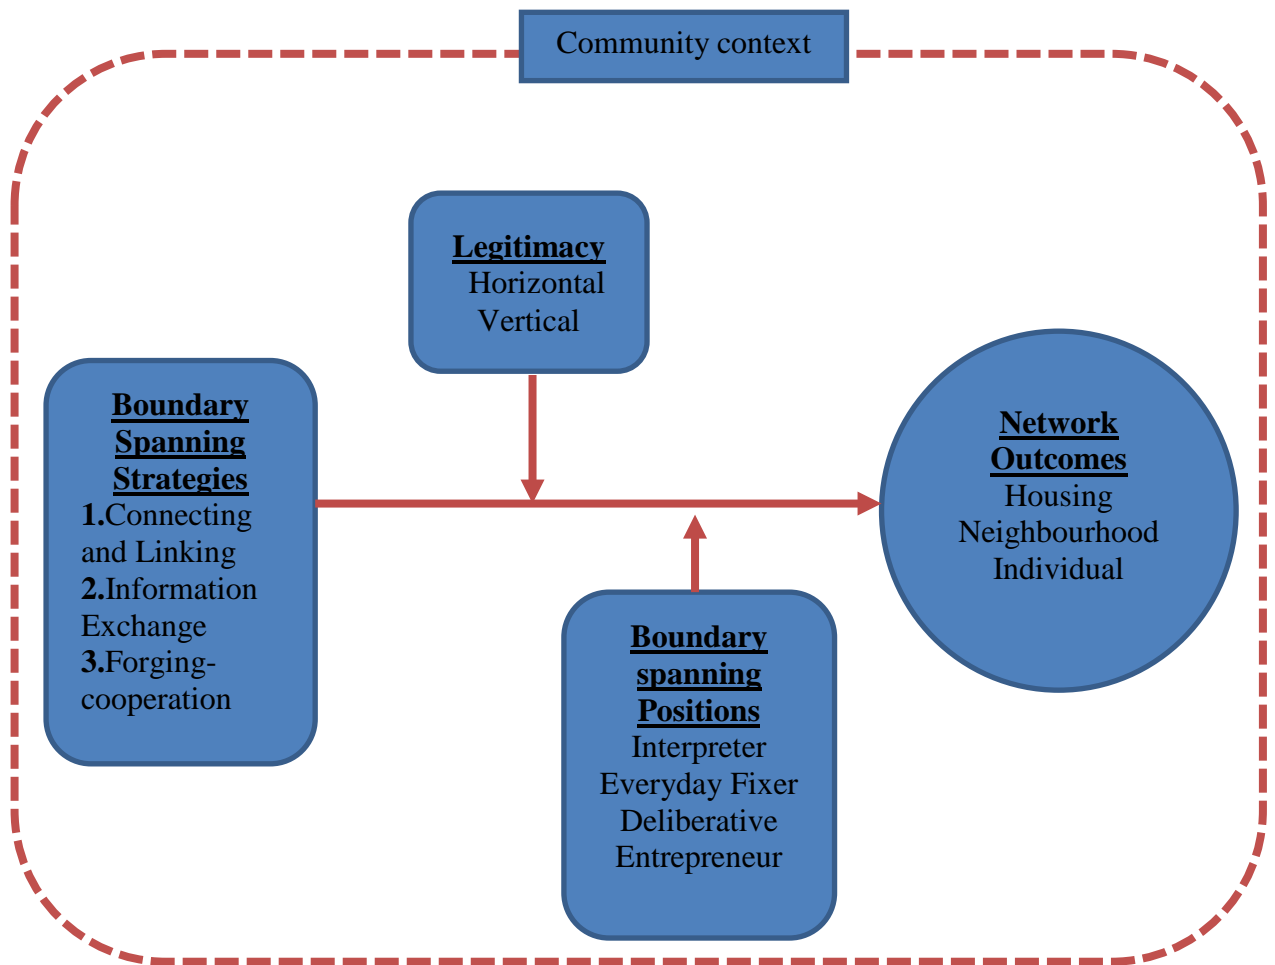 Community context
Legitimacy
Horizontal
Vertical
Boundary
Spanning
Strategies
1.Connecting
and Linking
2.Information
Exchange
3.Forging-
cooperation
Network
Outcomes
Housing
Neighbourhood
Individual
Boundary
spanning
Positions
Interpreter
Everyday Fixer
Deliberative
Entrepreneur